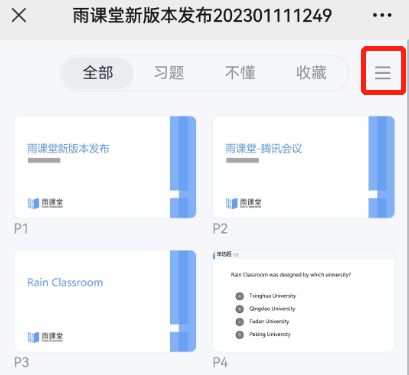 雨课堂新版本发布202301111249
全部 习题 不懂 收藏
雨课堂新版本发布
雨课堂
P1
雨课堂-腾讯会议
雨课堂
P2
Rain Classroom
雨课堂
P3
单选题
Rain Classroom was designed by which university?
A Tsinghua University
B Qingdao University
C Fudan University
D Peking University
P4